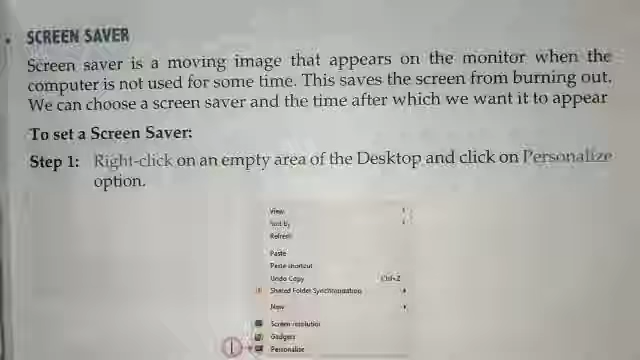 SCREEN SAVER
Screen saver is a moving image that appears on the monitor when the
computer is not used for some time. This saves the screen from burning out.
We can choose a screen saver and the time after which we want it to appear
To set a Screen Saver:
Step 1: Right-click on an empty area of the Desktop and click on Personalize
option.
View
Sort by
Refresh
Paste
Paste shortcut
Undo Copy Ctrl+Z
Shared Folder Synchronization
New
Screen resolution
Gadgets
1 Personalize